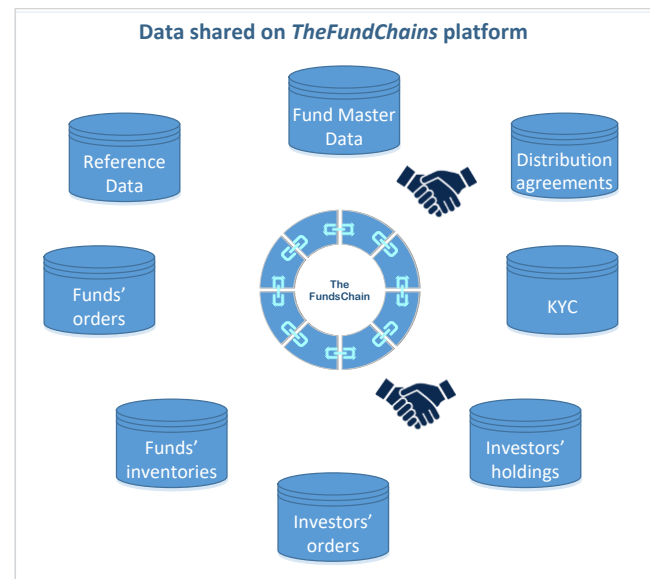 Data shared on TheFundChains platform
Fund Master
Data
Reference
Data
Distribution
agreements
Funds’
orders
The
FundsChain
KYC
Funds’
inventories
Investors’
holdings
Investors’
orders